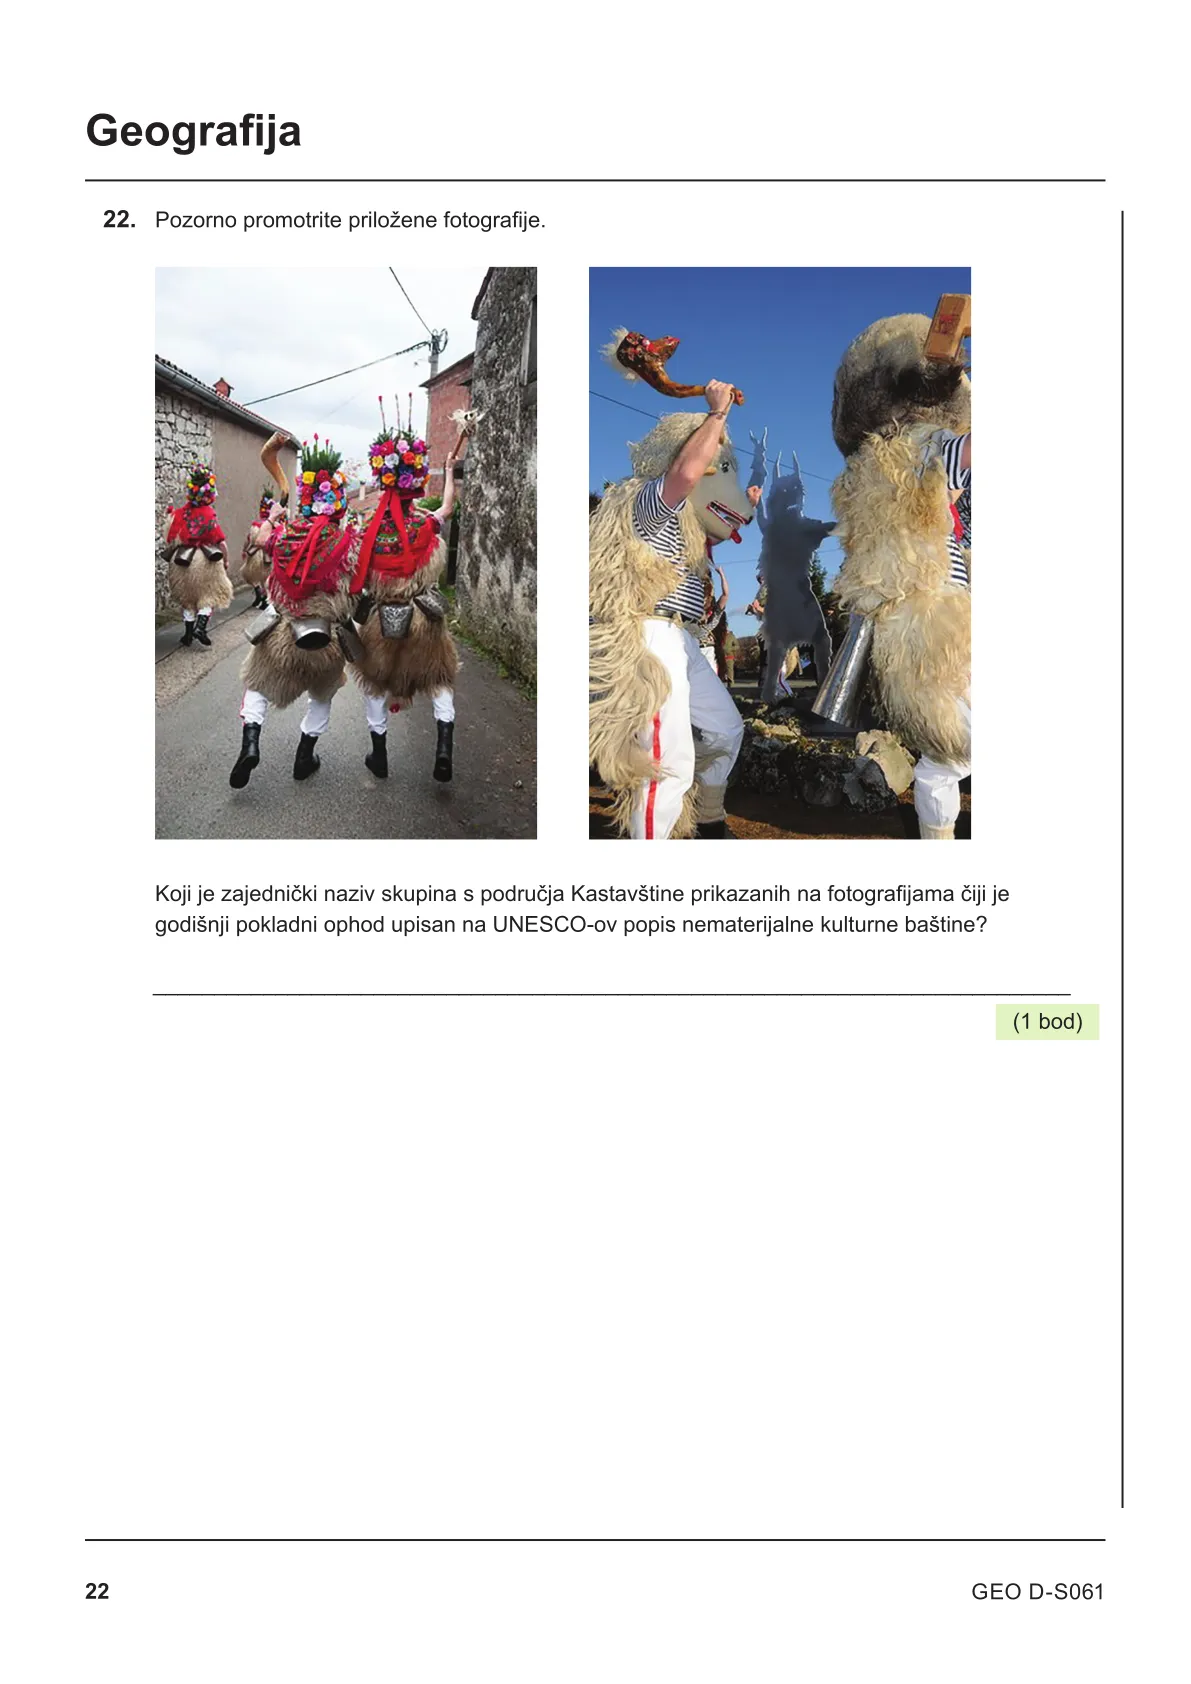 Geografija
22. Pozorno promotrite priložene fotografije.
Koji je zajednički naziv skupina s područja Kastavštine prikazanih na fotografijama čiji je
godišnji pokladni ophod upisan na UNESCO-ov popis nematerijalne kulturne baštine?
(1 bod)
22
GEO D-S061